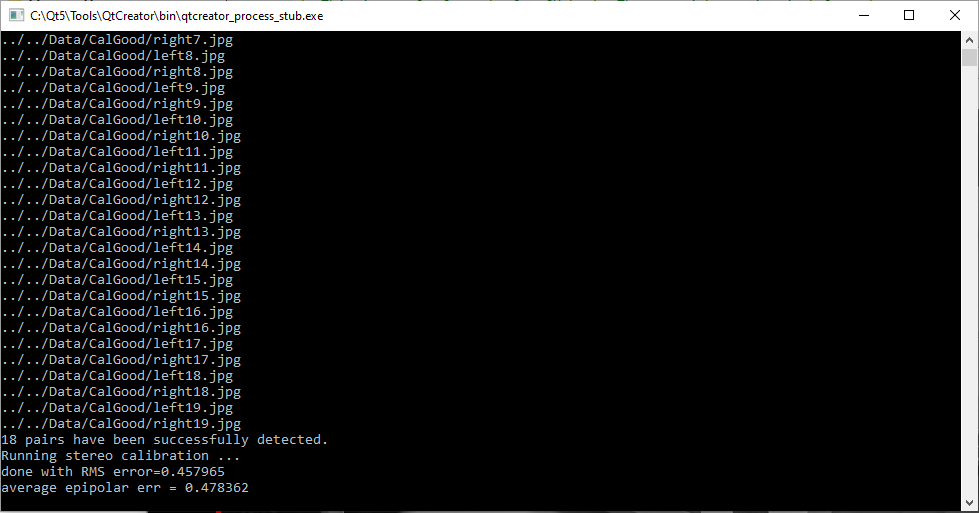 C:\Qt5\Tools\QtCreator\bin\qtcreator_process_stub.exe
../../Data/CalGood/right7.jpg
../../Data/CalGood/left8.jpg
../../Data/CalGood/right8.jpg
../../Data/CalGood/left9.jpg
../../Data/CalGood/right9.jpg
../../Data/CalGood/left10.jpg
../../Data/CalGood/right10.jpg
../../Data/CalGood/left11.jpg
../../Data/CalGood/right11.jpg
../../Data/CalGood/left12.jpg
../../Data/CalGood/right12.jpg
../../Data/CalGood/left13.jpg
../../Data/CalGood/right13.jpg
../../Data/CalGood/left14.jpg
../../Data/CalGood/right14.jpg
../../Data/CalGood/left15.jpg
../../Data/CalGood/right15.jpg
../../Data/CalGood/left16.jpg
../../Data/CalGood/right16.jpg
../../Data/CalGood/left17.jpg
../../Data/CalGood/right17.jpg
../../Data/CalGood/left18.jpg
../../Data/CalGood/right18.jpg
../../Data/CalGood/left19.jpg
../../Data/CalGood/right19.jpg
18 pairs have been successfully detected.
Running stereo calibration ...
done with RMS error=0.457965
average epipolar err = 0.478362